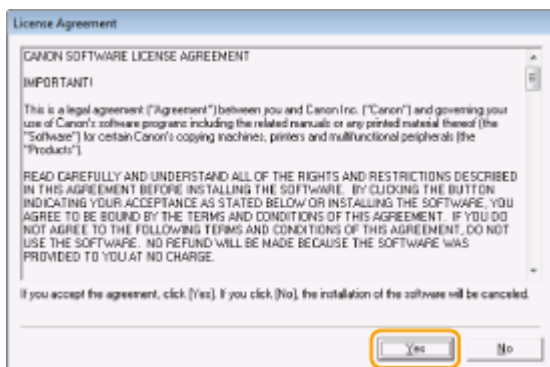 License Agreement
CANON SOFTWARE LICENSE AGREEMENT
IMPORTANT!
This is a legal agreement ("Agreement") between you and Canon Inc. ("Canon") and governing your
use of Canon's software programs including the related manuals or any printed material thereof (the
"Software") for certain Canon's copying machines, printers and multifunctional peripherals (the
"Products").
READ CAREFULLY AND UNDERSTAND ALL OF THE RIGHTS AND RESTRICTIONS DESCRIBED
IN THIS AGREEMENT BEFORE INSTALLING THE SOFTWARE. BY CLICKING THE BUTTON
INDICATING YOUR ACCEPTANCE AS STATED BELOW OR INSTALLING THE SOFTWARE, YOU
AGREE TO BE BOUND BY THE TERMS AND CONDITIONS OF THIS AGREEMENT. IF YOU DO
NOT AGREE TO THE FOLLOWING TERMS AND CONDITIONS OF THIS AGREEMENT, DO NOT
USE THE SOFTWARE. NO REFUND WILL BE MADE BECAUSE THE SOFTWARE WAS
PROVIDED TO YOU AT NO CHARGE.
If you accept the agreement, click [Yes]. If you click [No], the installation of the software will be canceled.
Yes No